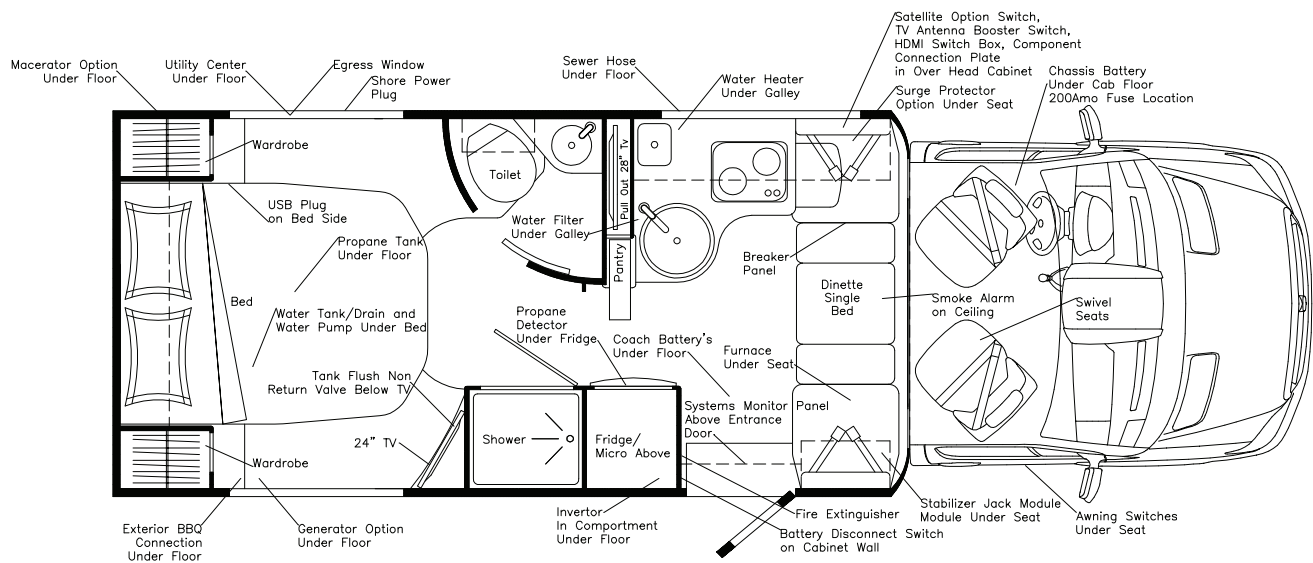 Macerator Option
Under Floor
Utility Center
Under Floor
Egress Window
Shore Power
Plug
Sewer Hose
Under Floor
Water Heater
Under Galley
Satellite Option Switch,
TV Antenna Booster Switch,
HDMI Switch Box, Component
Connection Plate
in Over Head Cabinet
Surge Protector
Option Under Seat
Chassis Battery
Under Cab Floor
200Amo Fuse Location
Wardrobe
Toilet
Pull Out 28" Tv
USB Plug
on Bed Side
Water Filter
Under Galley
Propane Tank
Under Floor
Pantry
Breaker
Panel
Dinette
Single
Bed
Smoke Alarm
on Ceiling
Swivel
Seats
Bed
Water Tank/Drain and
Water Pump Under Bed
Propane
Detector
Under Fridge
Coach Battery's
Under Floor
Furnace
Under Seat
Tank Flush Non
Return Valve Below TV
Systems Monitor Panel
Above Entrance
Door
24" TV
Shower
Fridge/
Micro Above
Wardrobe
Exterior BBQ
Connection
Under Floor
Generator Option
Under Floor
Invertor
In Compartment
Under Floor
Fire Extinguisher
Battery Disconnect Switch
on Cabinet Wall
Stabilizer Jack Module
Module Under Seat
Awning Switches
Under Seat